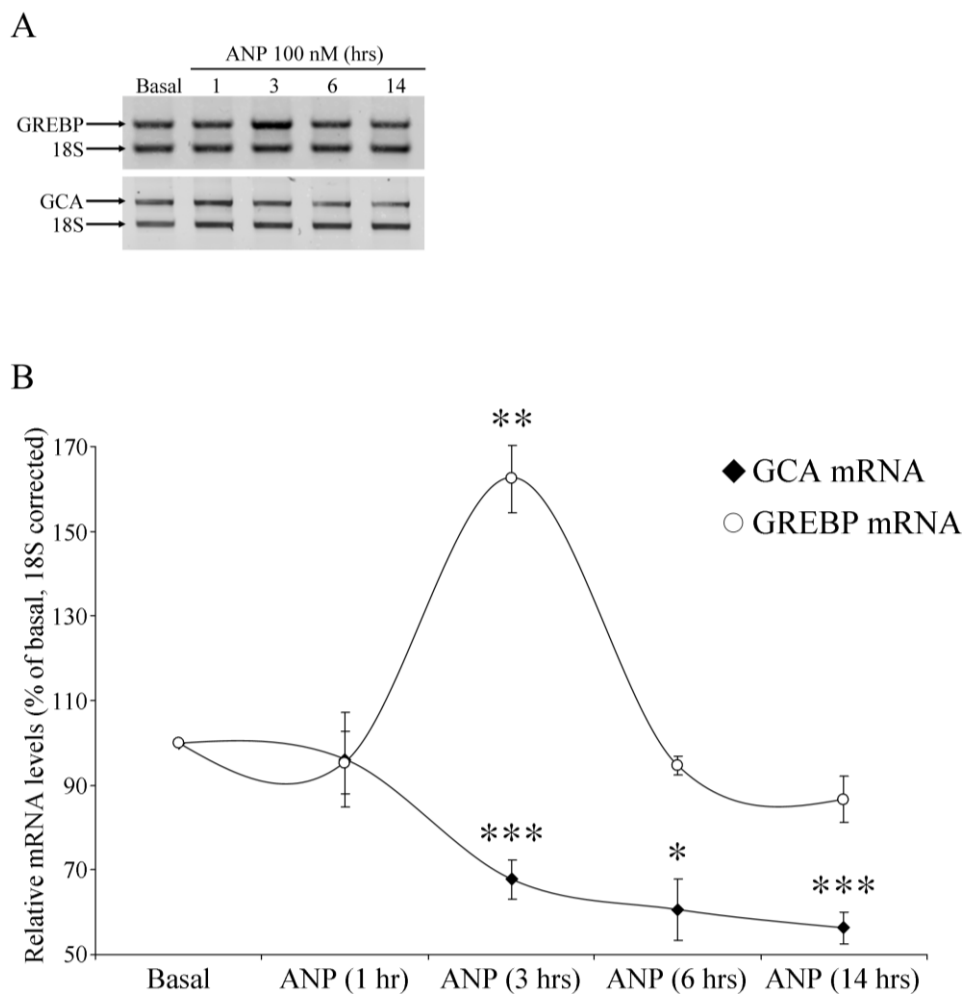 A
ANP 100 nM (hrs)
Basal 1 3 6 14
GREBP
18S
GCA
18S
B
Relative mRNA levels (% of basal, 18S corrected)
170
150
130
110
90
70
50
**
***
*
***
GCA mRNA
GREBP mRNA
Basal ANP (1 hr) ANP (3 hrs) ANP (6 hrs) ANP (14 hrs)